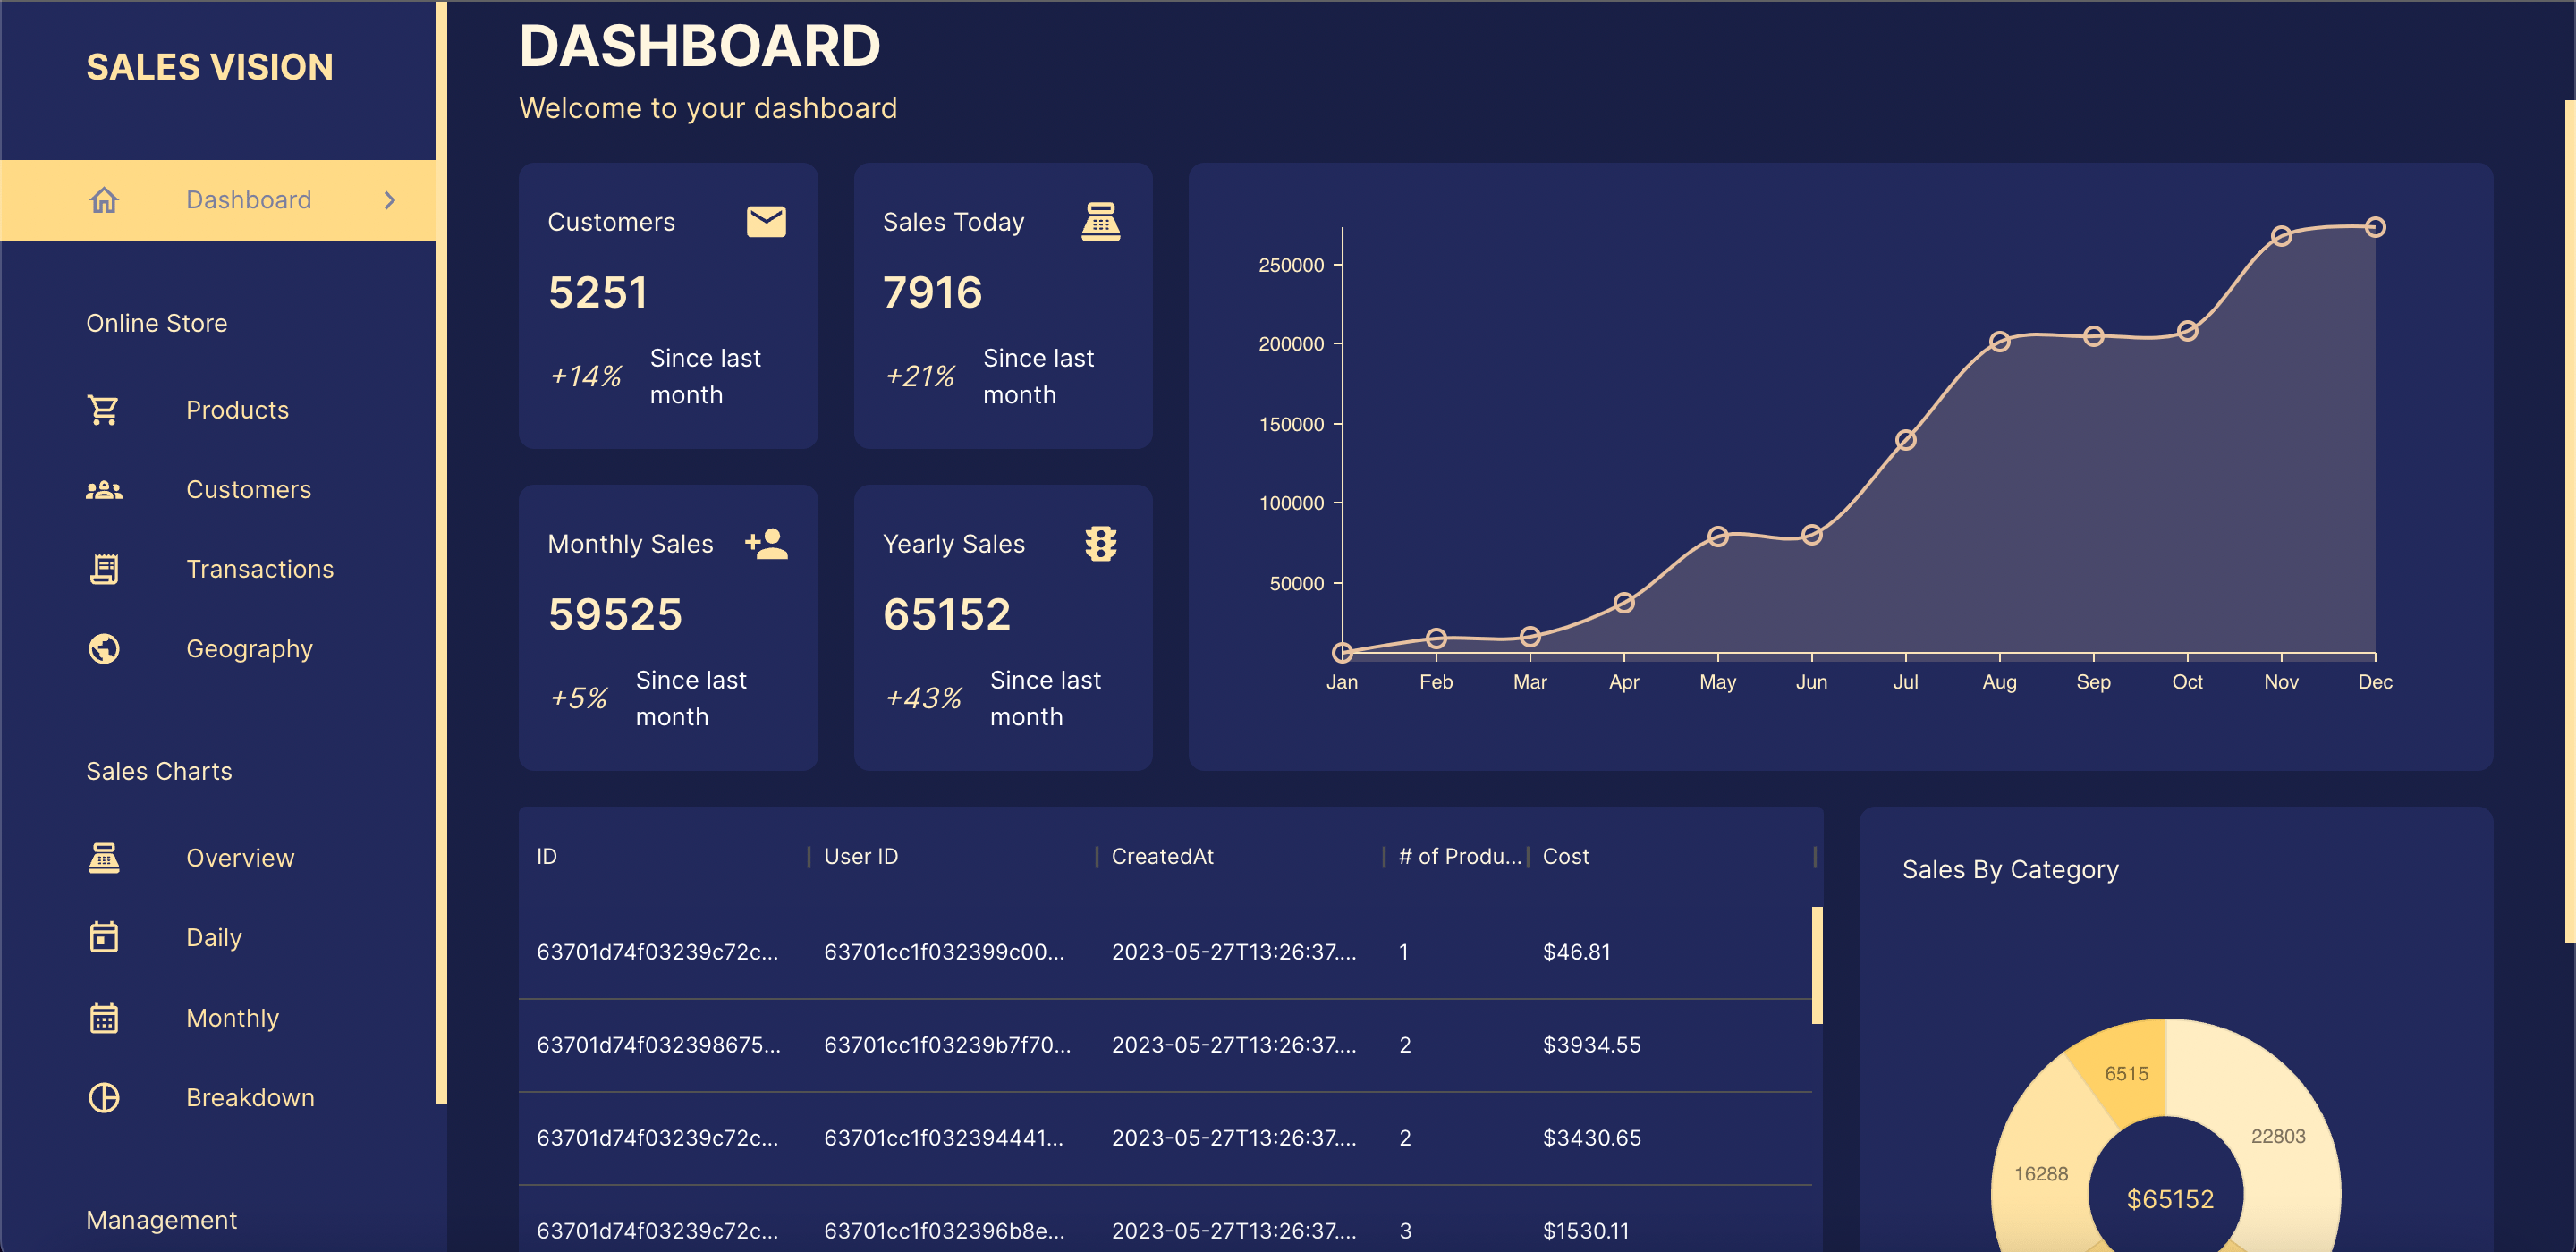 SALES VISION
Dashboard
Online Store
Products
Customers
Transactions
Geography
Sales Charts
Overview
Daily
Monthly
Breakdown
Management
DASHBOARD
Welcome to your dashboard
Customers
5251
+14% Since last
month
Sales Today
7916
+21% Since last
month
Monthly Sales
59525
+5% Since last
month
Yearly Sales
65152
+43% Since last
month
250000
200000
150000
100000
50000
Jan Feb Mar Apr May Jun Jul Aug Sep Oct Nov Dec
ID User ID CreatedAt # of Produ... Cost
63701d74f03239c72c... 63701cc1f032399c00... 2023-05-27T13:26:37.... 1 $46.81
63701d74f032398675... 63701cc1f03239b7f70... 2023-05-27T13:26:37.... 2 $3934.55
63701d74f03239c72c... 63701cc1f032394441... 2023-05-27T13:26:37.... 2 $3430.65
63701d74f03239c72c... 63701cc1f032396b8e... 2023-05-27T13:26:37.... 3 $1530.11
Sales By Category
6515
22803
16288
$65152